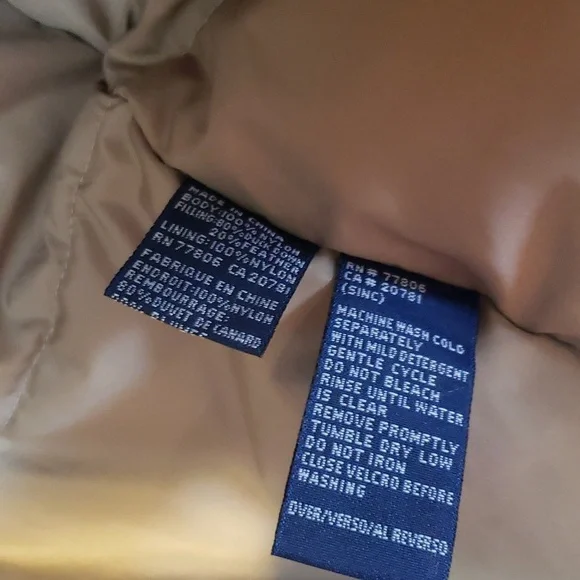 MADE IN CHINA
BODY:100%NYLON
FILLING:80%DUCK DOWN
20%FEATHER
LINING:100%NYLON
RN 77806 CA 20781
FABRIQUE EN CHINE
ENDROIT:100%NYLON
REMBOURRAGE:
80%DUVET DE CANARD
RN# 77806
CA# 20781
(SINC)
MACHINE WASH COLD
SEPARATELY
WITH MILD DETERGENT
GENTLE CYCLE
DO NOT BLEACH
RINSE UNTIL WATER
IS CLEAR
REMOVE PROMPTLY
TUMBLE DRY LOW
DO NOT IRON
CLOSE VELCRO BEFORE
WASHING
OVER/VERSO/AL REVERSO